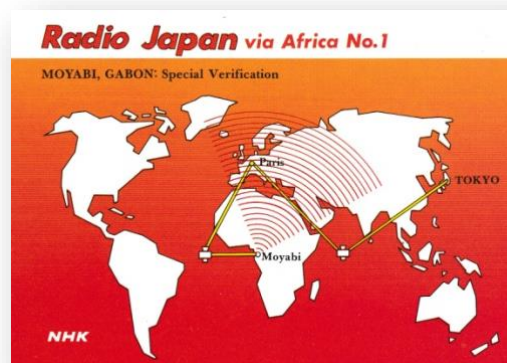 Radio Japan via Africa No.1
MOYABI, GABON: Special Verification
Paris
TOKYO
Moyabi
NHK